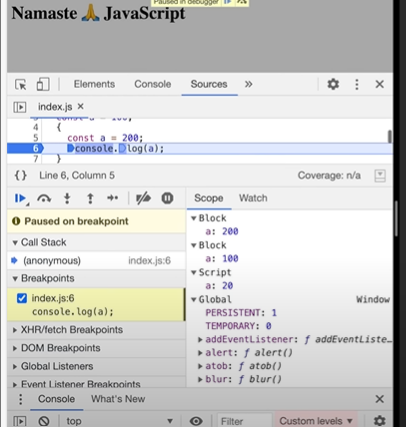 Paused in debugger
Namaste 🙏 JavaScript
Elements Console Sources »
index.js ×
3 const a = 100;
4 {
5 const a = 200;
6 console.log(a);
7 }
{} Line 6, Column 5 Coverage: n/a
Scope Watch
Paused on breakpoint
▼ Call Stack
(anonymous) index.js:6
▼ Breakpoints
index.js:6
console.log(a);
▶ XHR/fetch Breakpoints
▶ DOM Breakpoints
▶ Global Listeners
▶ Event Listener Breakpoints
▼ Block
a: 200
▼ Block
a: 100
▼ Script
a: 20
▼ Global Window
PERSISTENT: 1
TEMPORARY: 0
▶ addEventListener: ƒ addEventListe…
▶ alert: ƒ alert()
▶ atob: ƒ atob()
▶ blur: ƒ blur()
Console What's New ×
top ▼ Filter Custom levels ▼